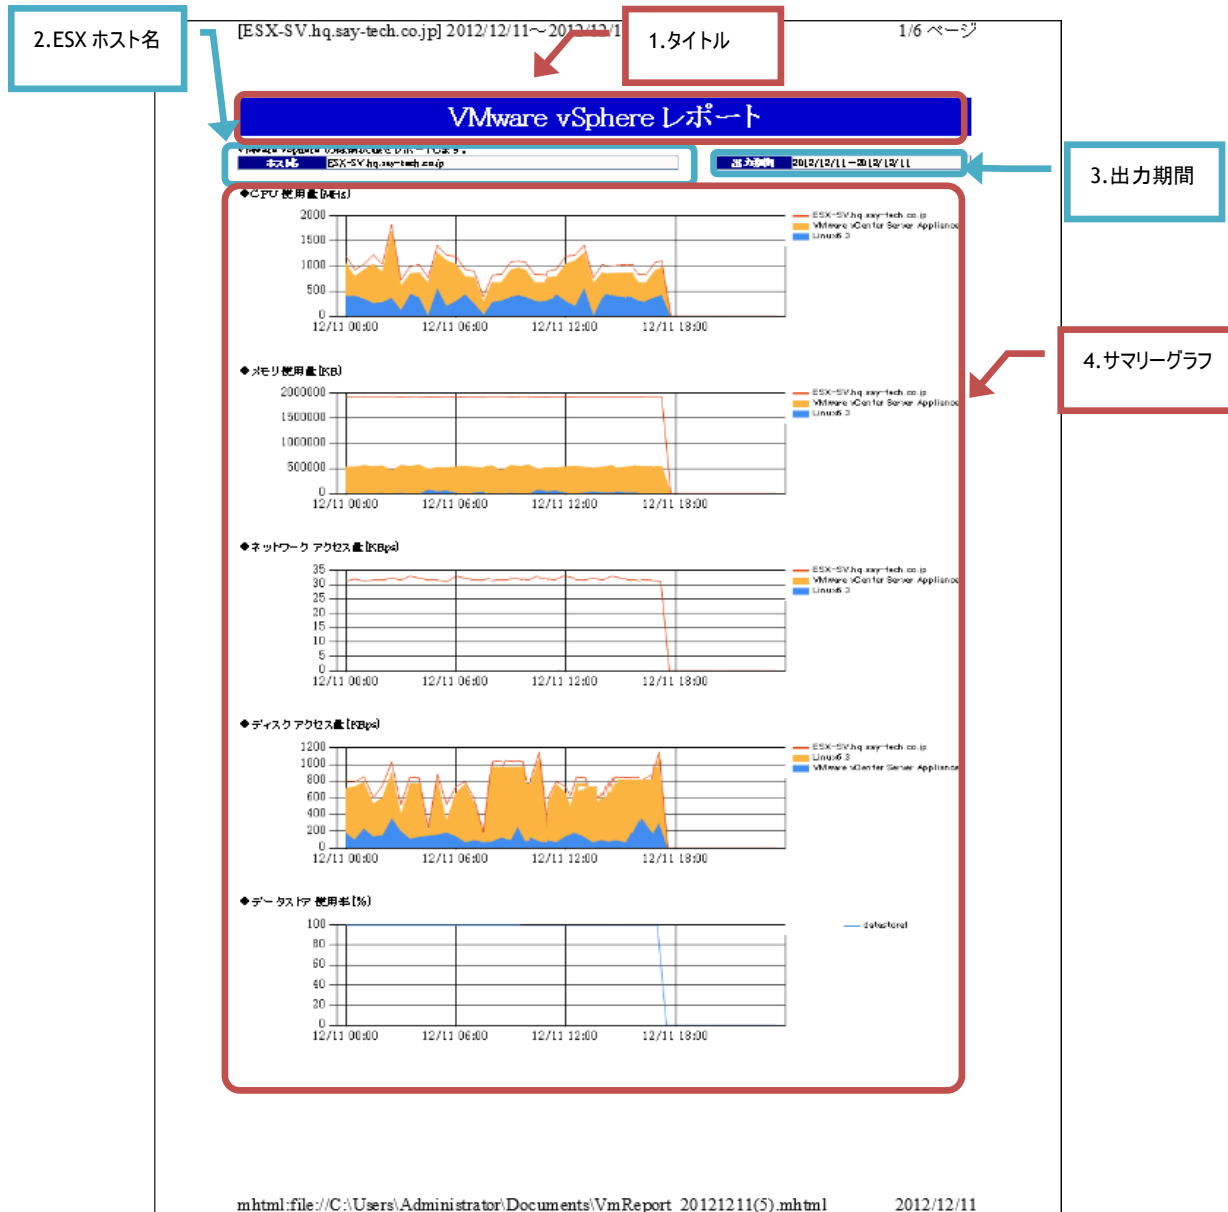 2.ESX ホスト名
[ESX-SV.hq.say-tech.co.jp] 2012/12/11～2012/12/1
1.タイトル
1/6 ページ
VMware vSphere レポート
ホスト名 ESX-SV.hq.say-tech.co.jp
出力期間 2012/12/11-2012/12/11
3.出力期間
◆CPU 使用量[MHz]
2000
1500
1000
500
0
12/11 00:00 12/11 06:00 12/11 12:00 12/11 18:00
ESX-SV.hq.say-tech.co.jp
VMware vCenter Server Appliance
Linux6.3
4.サマリーグラフ
◆メモリ使用量[KB]
2000000
1500000
1000000
500000
0
12/11 00:00 12/11 06:00 12/11 12:00 12/11 18:00
ESX-SV.hq.say-tech.co.jp
VMware vCenter Server Appliance
Linux6.3
◆ネットワーク アクセス量[KBps]
35
30
25
20
15
10
5
0
12/11 00:00 12/11 06:00 12/11 12:00 12/11 18:00
ESX-SV.hq.say-tech.co.jp
VMware vCenter Server Appliance
Linux6.3
◆ディスク アクセス量[KBps]
1200
1000
800
600
400
200
0
12/11 00:00 12/11 06:00 12/11 12:00 12/11 18:00
ESX-SV.hq.say-tech.co.jp
Linux6.3
VMware vCenter Server Appliance
◆データストア 使用率[%]
100
80
60
40
20
0
12/11 00:00 12/11 06:00 12/11 12:00 12/11 18:00
datastore1
mhtml:file://C:\Users\Administrator\Documents\VmReport_20121211(5).mhtml 2012/12/11